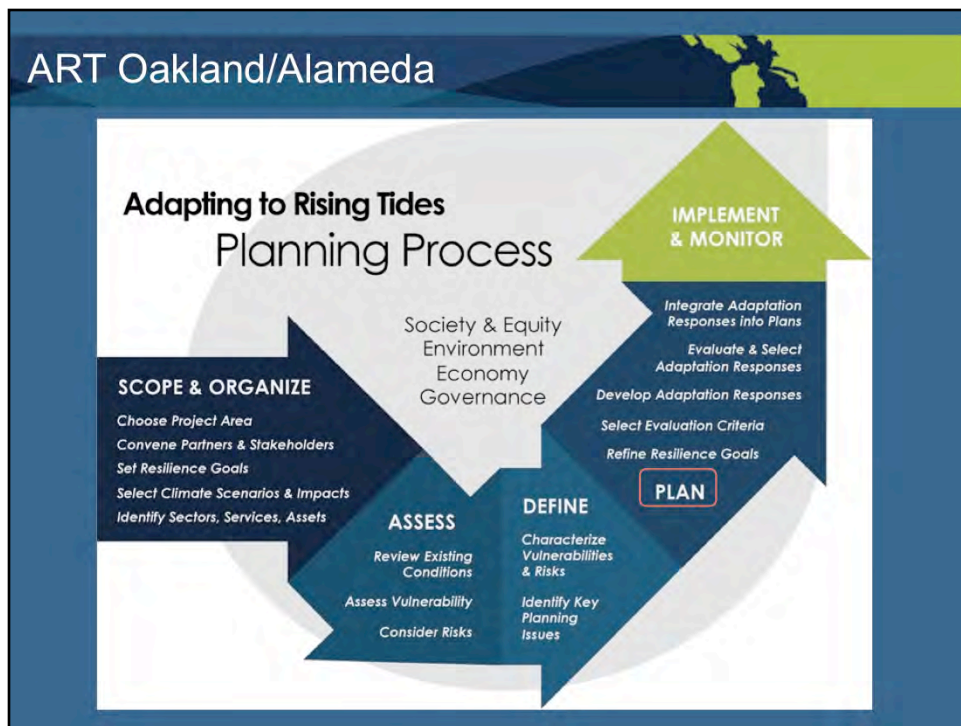 ART Oakland/Alameda
Adapting to Rising Tides
Planning Process
Society & Equity
Environment
Economy
Governance
SCOPE & ORGANIZE
Choose Project Area
Convene Partners & Stakeholders
Set Resilience Goals
Select Climate Scenarios & Impacts
Identify Sectors, Services, Assets
ASSESS
Review Existing
Conditions
Assess Vulnerability
Consider Risks
DEFINE
Characterize
Vulnerabilities
& Risks
Identify Key
Planning
Issues
IMPLEMENT
& MONITOR
Integrate Adaptation
Responses into Plans
Evaluate & Select
Adaptation Responses
Develop Adaptation Responses
Select Evaluation Criteria
Refine Resilience Goals
PLAN